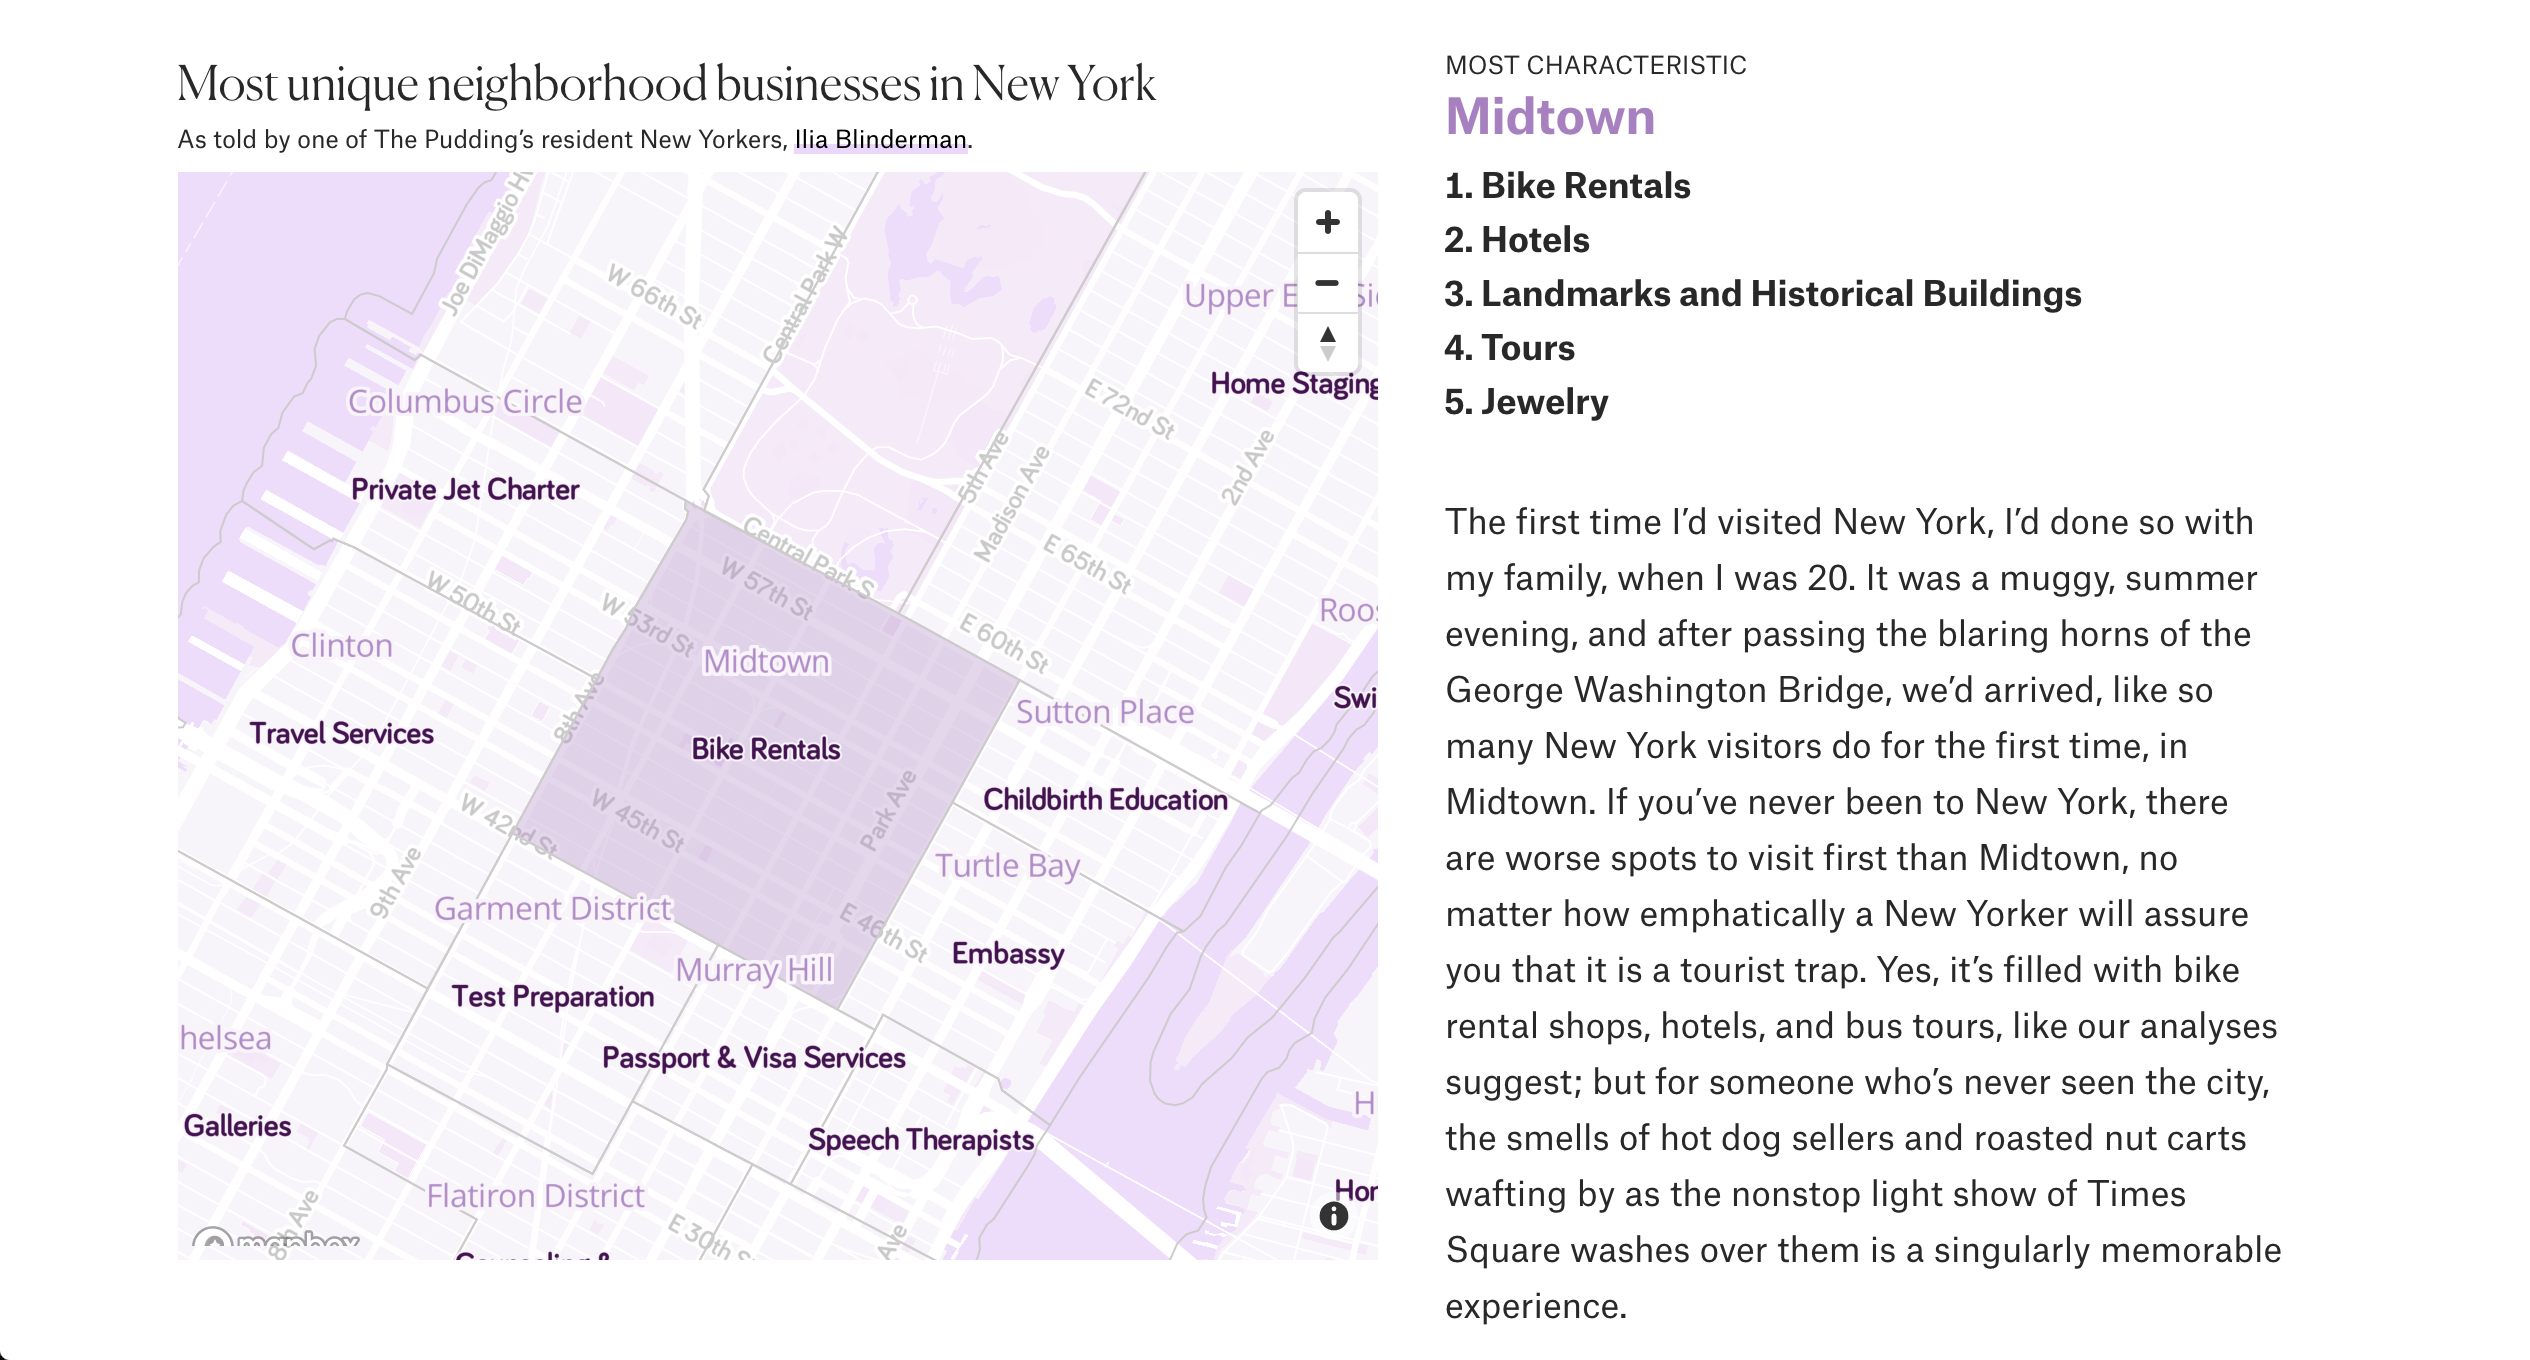 Most unique neighborhood businesses in New York
As told by one of The Pudding’s resident New Yorkers, Ilia Blinderman.
Joe DiMaggio H
W 66th St
Central Park W
Upper E
Si
Home Staging
E 72nd St
Columbus Circle
5th Ave
Madison Ave
2nd Ave
Private Jet Charter
Central Park S
W 57th St
E 65th St
W 50th St
W 53rd St
E 60th St
Roos
Clinton
Midtown
8th Ave
Sutton Place
Swi
Travel Services
Bike Rentals
W 42nd St
W 45th St
Park Ave
Childbirth Education
9th Ave
Turtle Bay
Garment District
E 46th St
Embassy
Murray Hill
Test Preparation
helsea
Passport & Visa Services
H
Galleries
Speech Therapists
Flatiron District
Hor
8th Ave
E 30th S
Ave
mapbox
Counseling &
MOST CHARACTERISTIC
Midtown
1. Bike Rentals
2. Hotels
3. Landmarks and Historical Buildings
4. Tours
5. Jewelry
The first time I’d visited New York, I’d done so with
my family, when I was 20. It was a muggy, summer
evening, and after passing the blaring horns of the
George Washington Bridge, we’d arrived, like so
many New York visitors do for the first time, in
Midtown. If you’ve never been to New York, there
are worse spots to visit first than Midtown, no
matter how emphatically a New Yorker will assure
you that it is a tourist trap. Yes, it’s filled with bike
rental shops, hotels, and bus tours, like our analyses
suggest; but for someone who’s never seen the city,
the smells of hot dog sellers and roasted nut carts
wafting by as the nonstop light show of Times
Square washes over them is a singularly memorable
experience.